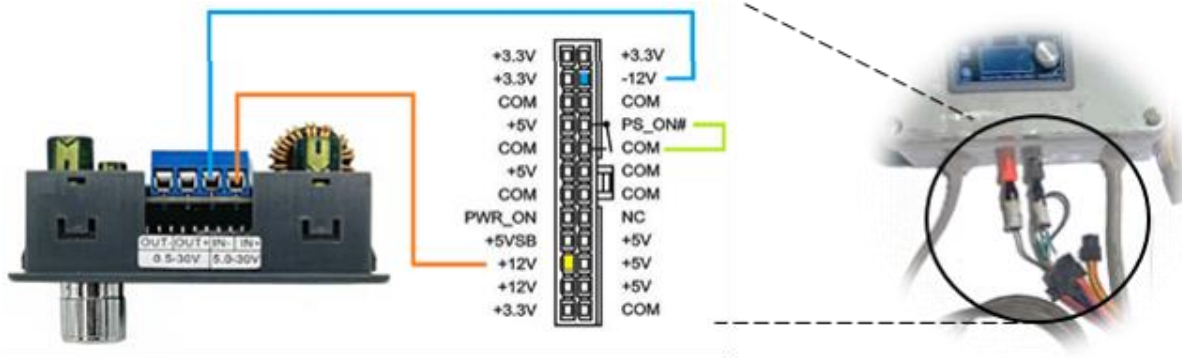 +3.3V +3.3V
+3.3V -12V
COM COM
+5V PS_ON#
COM COM
+5V COM
COM COM
PWR_ON NC
+5VSB +5V
+12V +5V
+12V +5V
+3.3V COM
OUT- OUT+ IN- IN+
0.5-30V 5.0-30V